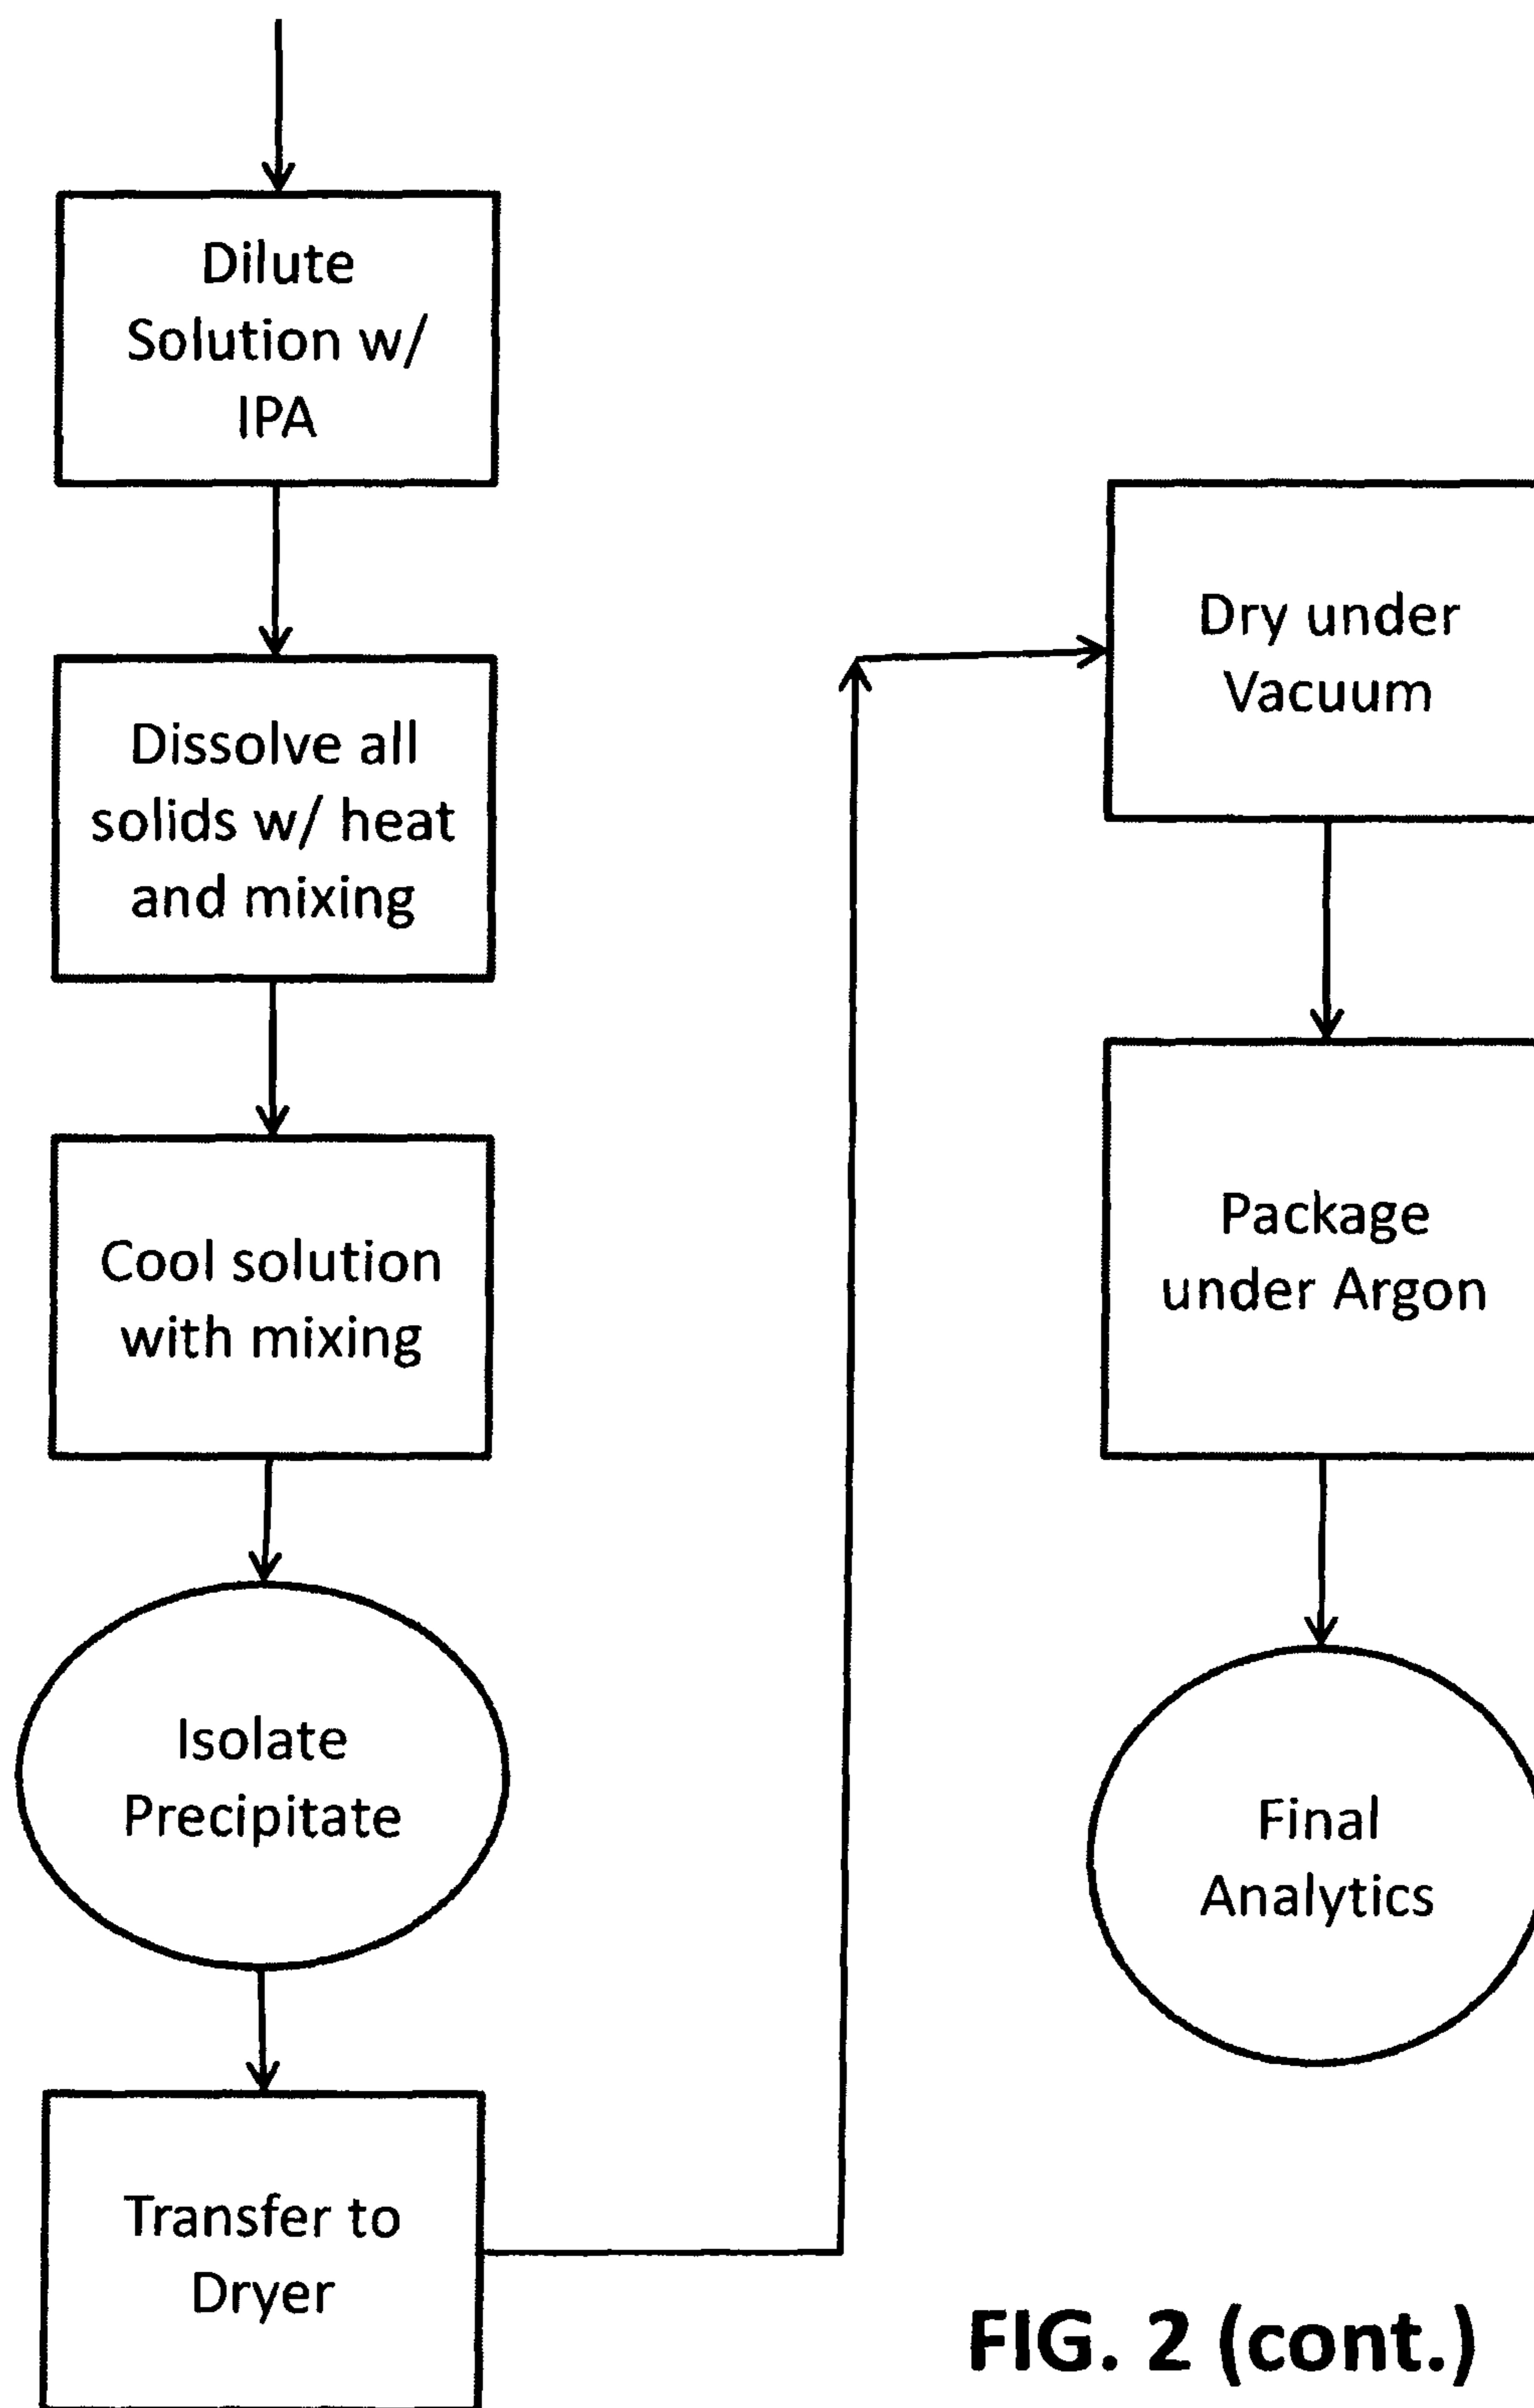 Dilute
Solution w/
IPA
Dissolve all
solids w/ heat
and mixing
Cool solution
with mixing
Isolate
Precipitate
Transfer to
Dryer
Dry under
Vacuum
Package
under Argon
Final
Analytics
FIG. 2 (cont.)